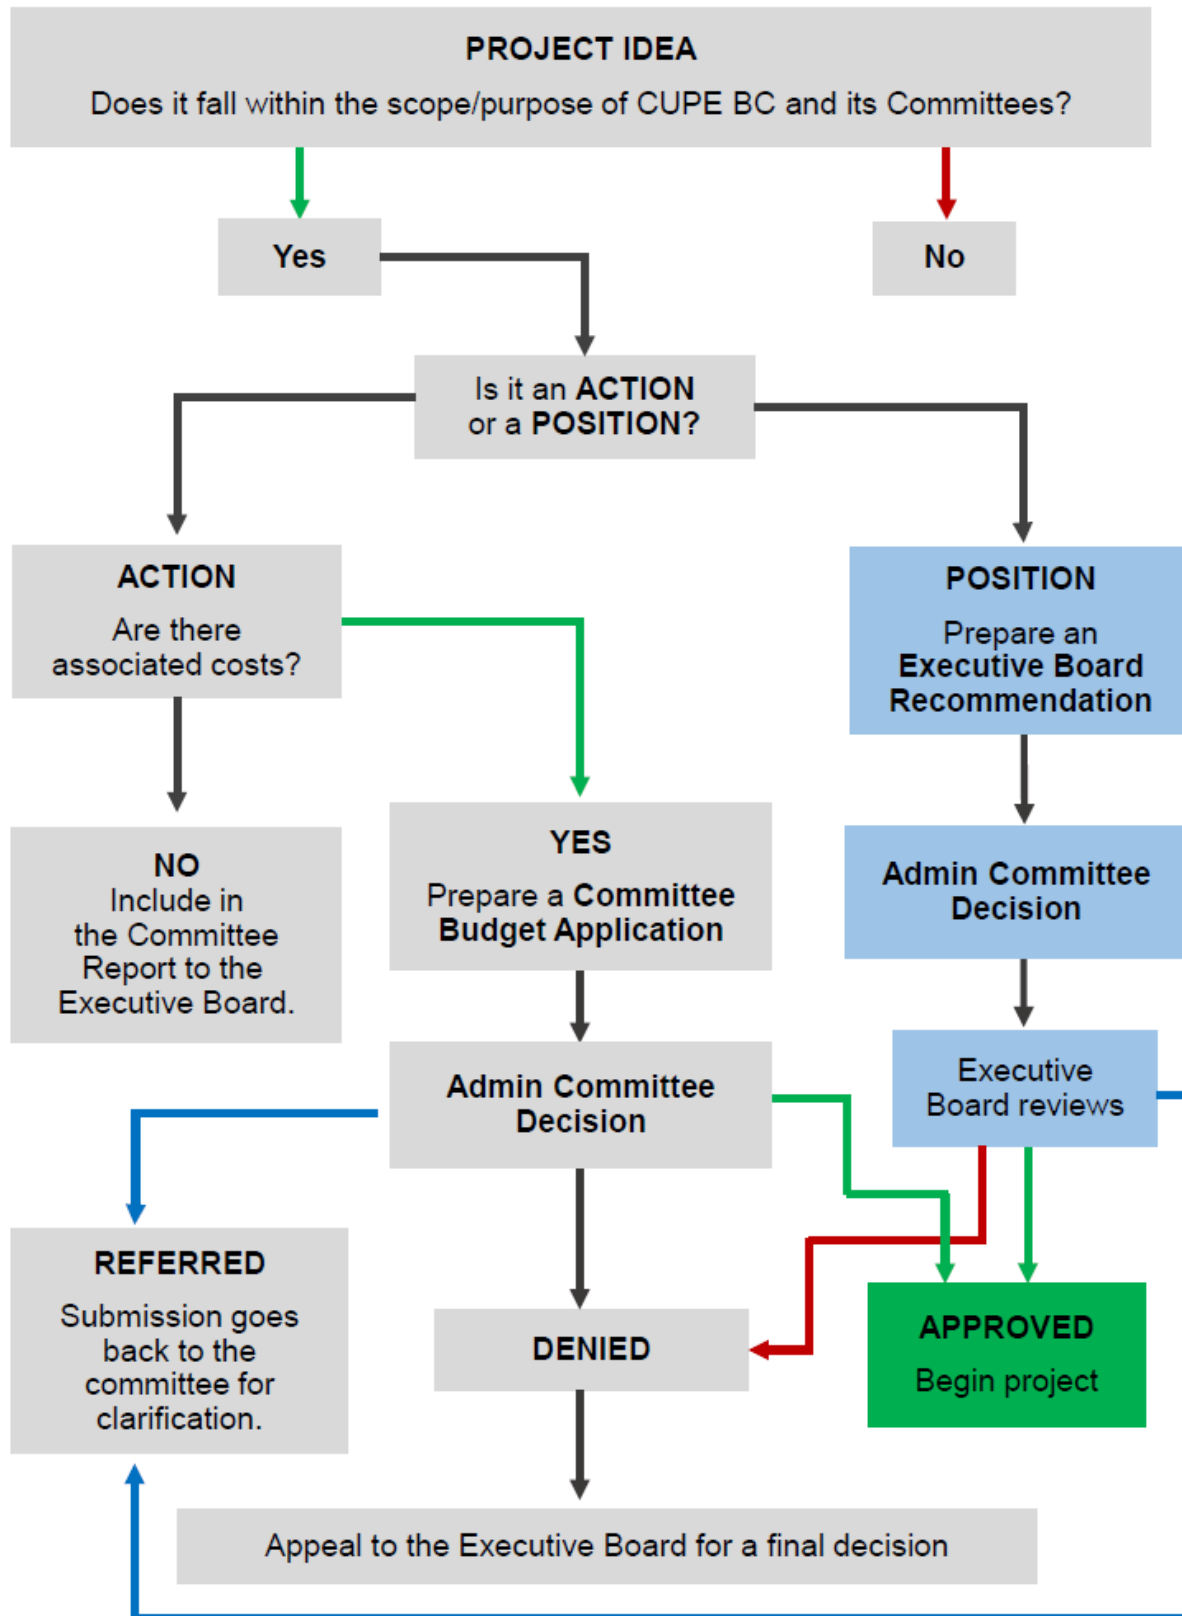 PROJECT IDEA
Does it fall within the scope/purpose of CUPE BC and its Committees?
Yes
No
Is it an ACTION
or a POSITION?
ACTION
Are there
associated costs?
POSITION
Prepare an
Executive Board
Recommendation
NO
Include in
the Committee
Report to the
Executive Board.
YES
Prepare a Committee
Budget Application
Admin Committee
Decision
Admin Committee
Decision
Executive
Board reviews
REFERRED
Submission goes
back to the
committee for
clarification.
DENIED
APPROVED
Begin project
Appeal to the Executive Board for a final decision